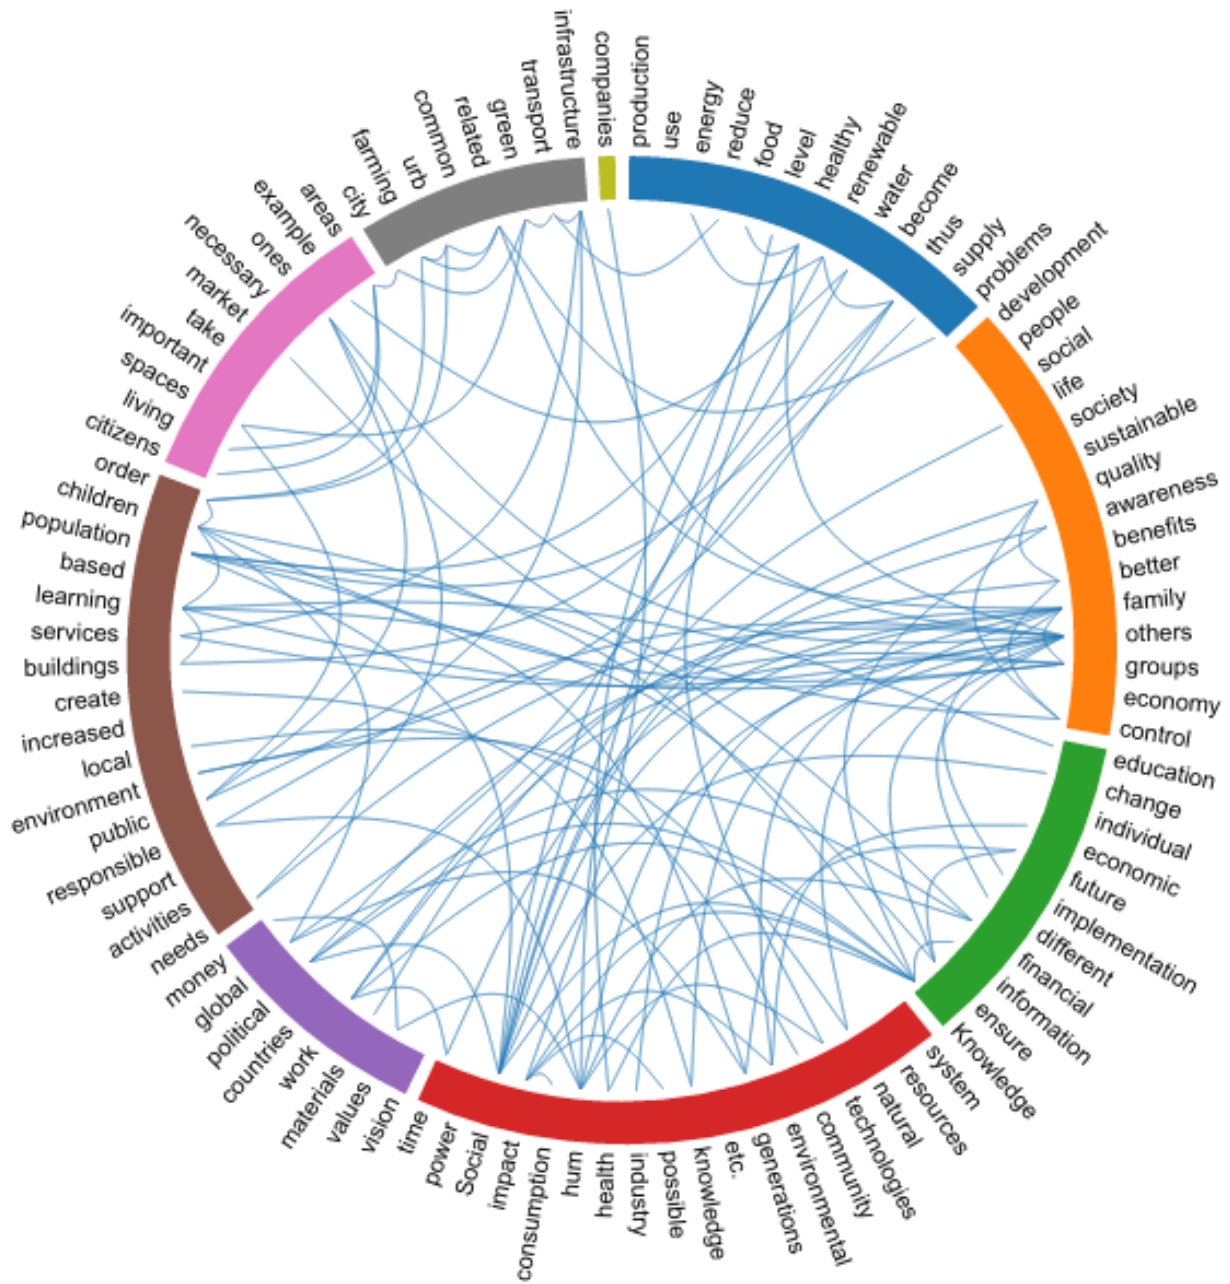 companies
production
use
energy
reduce
food
level
healthy
renewable
water
become
thus
supply
problems
development
people
social
life
society
sustainable
quality
awareness
benefits
better
family
others
groups
economy
control
education
change
individual
economic
future
implementation
different
financial
information
ensure
Knowledge
system
resources
natural
technologies
community
environmental
generations
etc.
knowledge
possible
industry
health
hum
consumption
impact
Social
power
time
vision
values
materials
work
countries
political
global
money
needs
activities
support
responsible
public
environment
local
increased
create
buildings
services
learning
based
population
children
order
citizens
living
spaces
important
take
market
necessary
ones
example
areas
city
farming
urb
common
related
green
transport
infrastructure